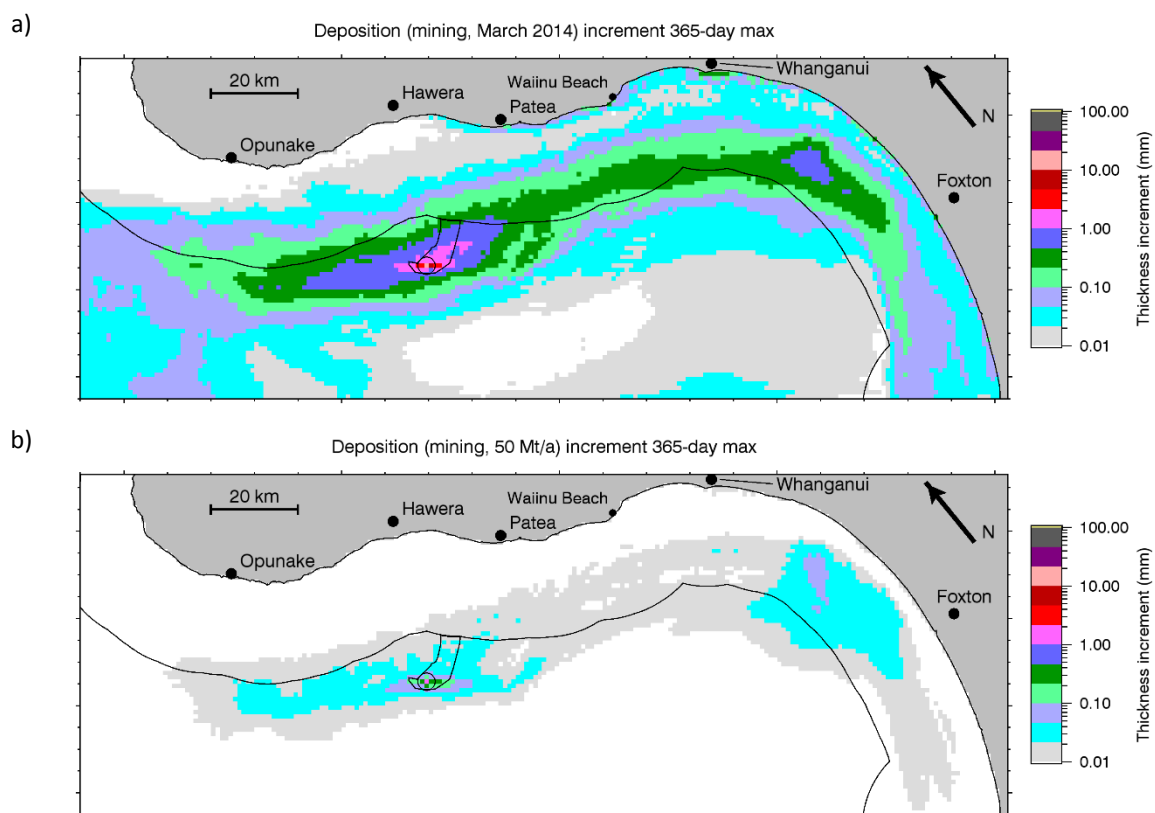 a)
Deposition (mining, March 2014) increment 365-day max
20 km
Hawera
Waiinu Beach
Patea
Whanganui
Opunake
N
Foxton
100.00
10.00
1.00
0.10
0.01
Thickness increment (mm)
b)
Deposition (mining, 50 Mt/a) increment 365-day max
20 km
Hawera
Waiinu Beach
Patea
Whanganui
Opunake
N
Foxton
100.00
10.00
1.00
0.10
0.01
Thickness increment (mm)